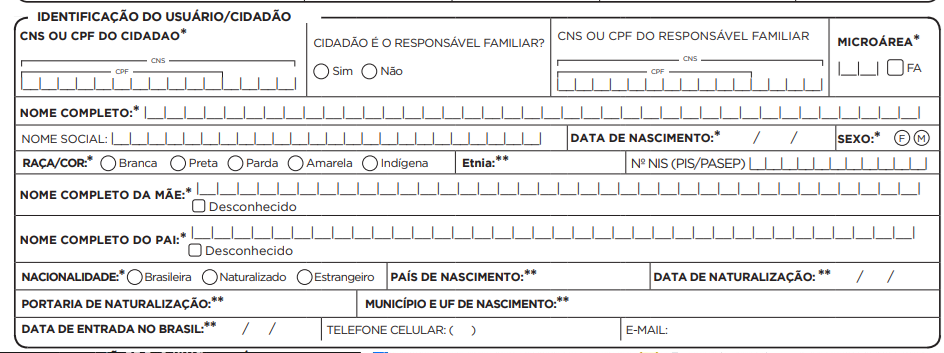 IDENTIFICAÇÃO DO USUÁRIO/CIDADÃO
CNS OU CPF DO CIDADAO*
CNS
CPF
CIDADÃO É O RESPONSÁVEL FAMILIAR?
Sim Não
CNS OU CPF DO RESPONSÁVEL FAMILIAR
CNS
CPF
MICROÁREA*
FA
NOME COMPLETO:*
NOME SOCIAL: DATA DE NASCIMENTO:* / / SEXO:* F M
RAÇA/COR:* Branca Preta Parda Amarela Indígena Etnia:** Nº NIS (PIS/PASEP)
NOME COMPLETO DA MÃE:*
Desconhecido
NOME COMPLETO DO PAI:*
Desconhecido
NACIONALIDADE:* Brasileira Naturalizado Estrangeiro PAÍS DE NASCIMENTO:** DATA DE NATURALIZAÇÃO: ** / /
PORTARIA DE NATURALIZAÇÃO:** MUNICÍPIO E UF DE NASCIMENTO:**
DATA DE ENTRADA NO BRASIL:** / / TELEFONE CELULAR: ( ) E-MAIL: